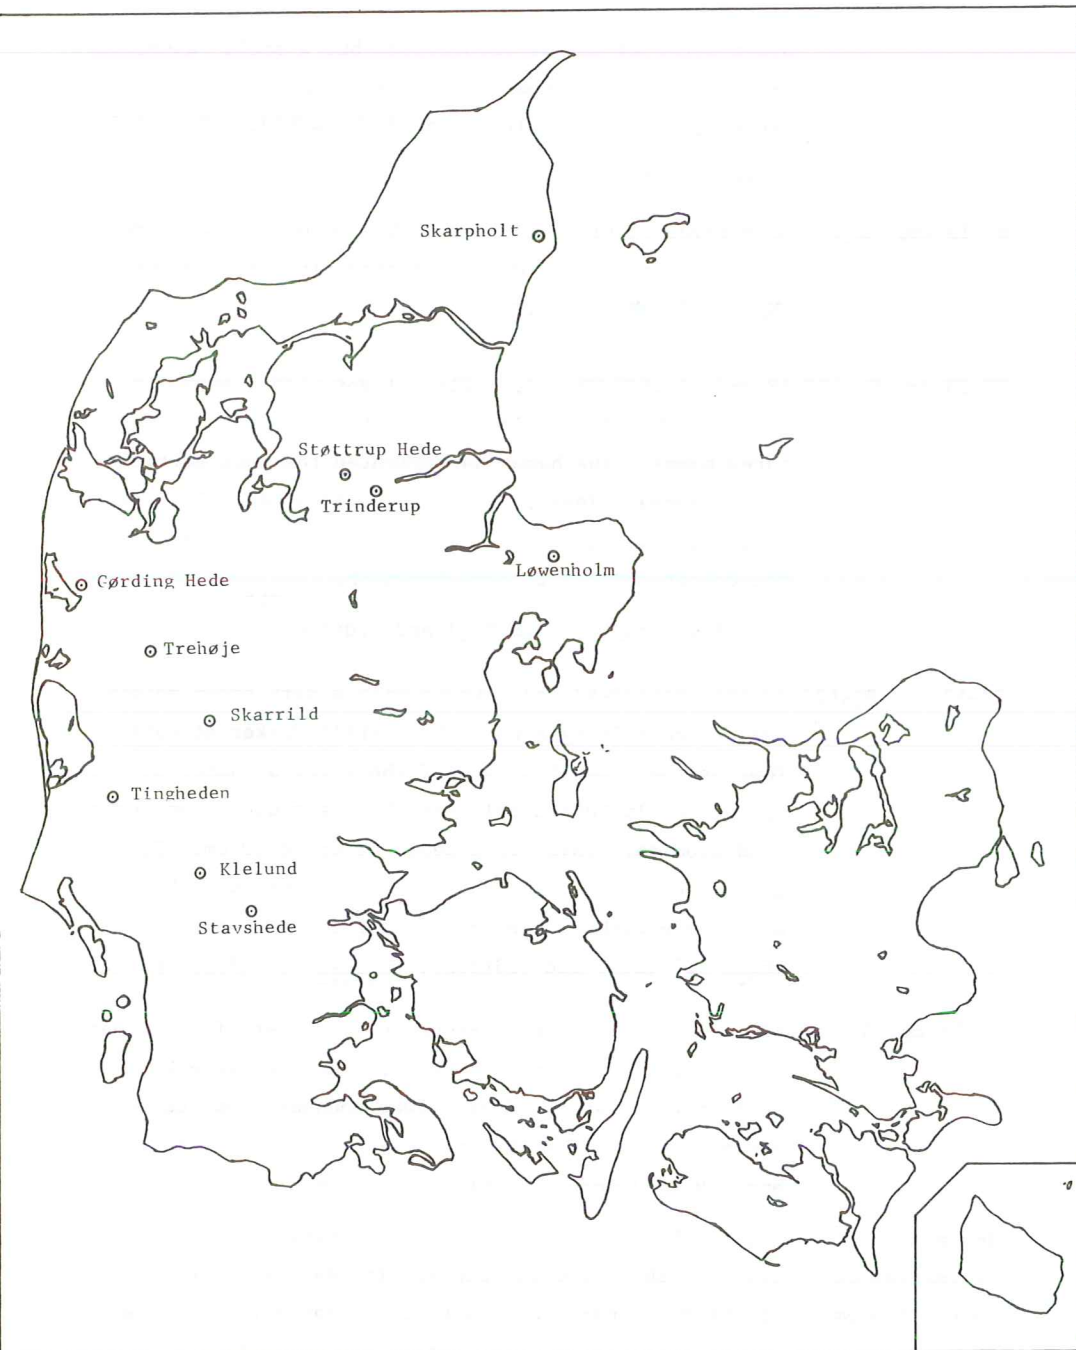 Skarpholt
Støttrup Hede
Trinderup
Løwenholm
Gørding Hede
Trehøje
Skarrild
Tingheden
Klelund
Stavshede